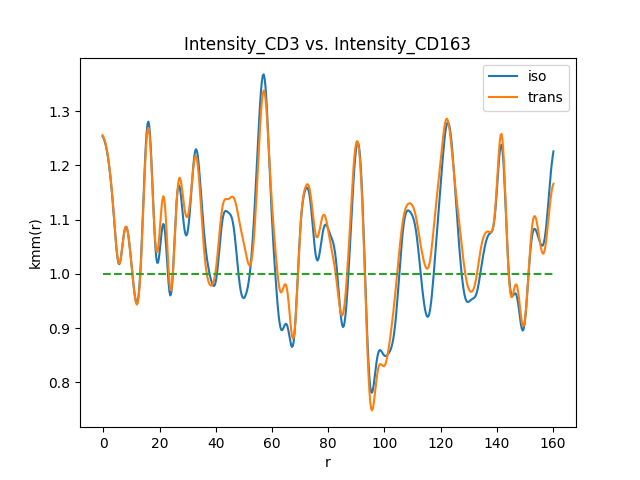 Intensity_CD3 vs. Intensity_CD163
iso
trans
kmm(r)
1.3
1.2
1.1
1.0
0.9
0.8
0 20 40 60 80 100 120 140 160
r